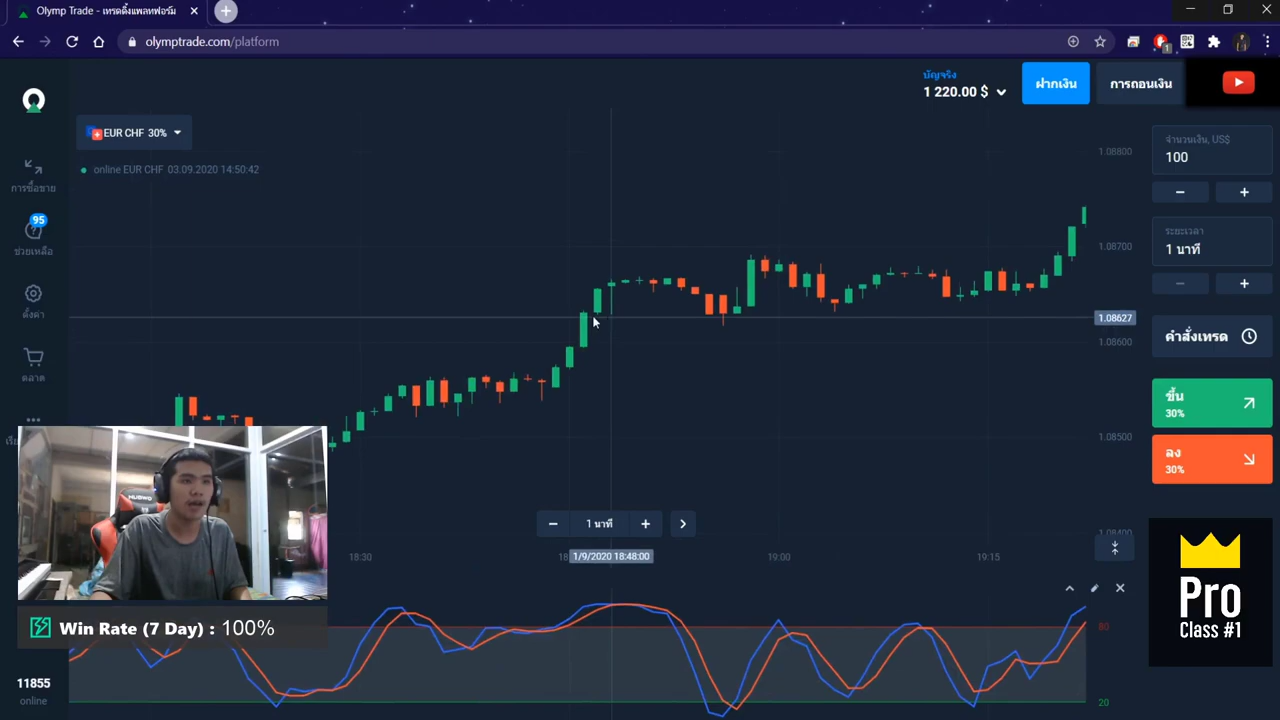 Olymp Trade - เทรดดิ้งแพลทฟอร์ม
olymptrade.com/platform
1
บัญจริง
1 220.00 $
ฝากเงิน
การถอนเงิน
EUR CHF 30%
online EUR CHF 03.09.2020 14:50:42
การซื้อขาย
95
ช่วยเหลือ
ตั้งค่า
ตลาด
1.08800
1.08700
1.08627
1.08600
1.08500
1.08400
จำนวนเงิน, US$
100
ระยะเวลา
1 นาที
คำสั่งเทรด
ขึ้น
30%
ลง
30%
1 นาที
18:30
1/9/2020 18:48:00
19:00
19:15
HUBWO
Win Rate (7 Day) : 100%
11855
online
80
20
Pro
Class #1